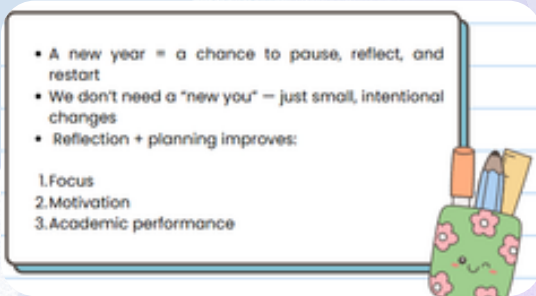 • A new year = a chance to pause, reflect, and
restart
• We don't need a "new you" — just small, intentional
changes
• Reflection + planning improves:
1.Focus
2.Motivation
3.Academic performance